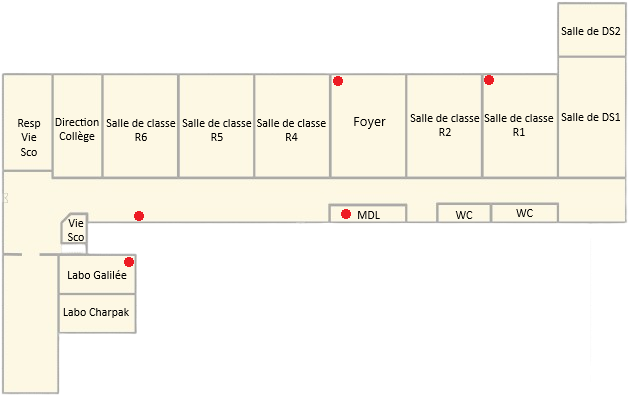 Salle de DS2
Resp
Vie
Sco
Direction
Collège
Salle de classe
R6
Salle de classe
R5
Salle de classe
R4
Foyer
Salle de classe
R2
Salle de classe
R1
Salle de DS1
Vie
Sco
MDL
WC
WC
Labo Galilée
Labo Charpak